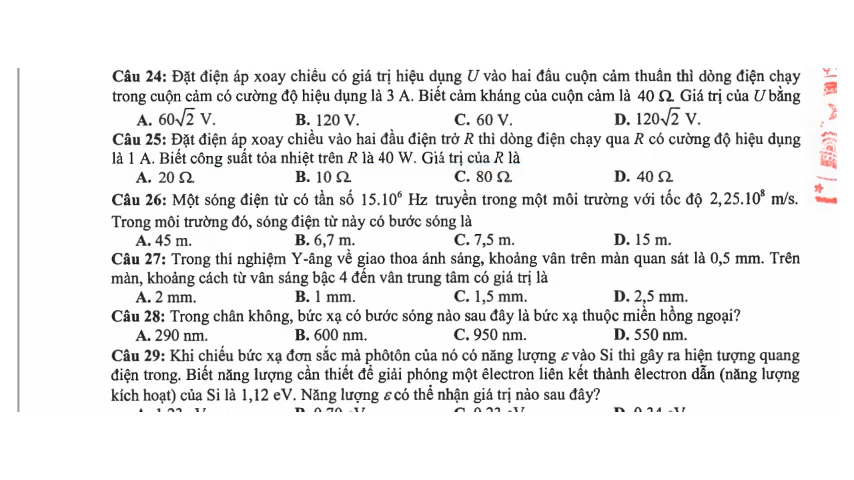 Câu 24: Đặt điện áp xoay chiều có giá trị hiệu dụng U vào hai đầu cuộn cảm thuần thì dòng điện chạy
trong cuộn cảm có cường độ hiệu dụng là 3 A. Biết cảm kháng của cuộn cảm là 40 Ω. Giá trị của U bằng
A. 60√2 V. B. 120 V. C. 60 V. D. 120√2 V.
Câu 25: Đặt điện áp xoay chiều vào hai đầu điện trở R thì dòng điện chạy qua R có cường độ hiệu dụng
là 1 A. Biết công suất tỏa nhiệt trên R là 40 W. Giá trị của R là
A. 20 Ω. B. 10 Ω. C. 80 Ω. D. 40 Ω.
Câu 26: Một sóng điện từ có tần số 15.10⁶ Hz truyền trong một môi trường với tốc độ 2,25.10⁸ m/s.
Trong môi trường đó, sóng điện từ này có bước sóng là
A. 45 m. B. 6,7 m. C. 7,5 m. D. 15 m.
Câu 27: Trong thí nghiệm Y-âng về giao thoa ánh sáng, khoảng vân trên màn quan sát là 0,5 mm. Trên
màn, khoảng cách từ vân sáng bậc 4 đến vân trung tâm có giá trị là
A. 2 mm. B. 1 mm. C. 1,5 mm. D. 2,5 mm.
Câu 28: Trong chân không, bức xạ có bước sóng nào sau đây là bức xạ thuộc miền hồng ngoại?
A. 290 nm. B. 600 nm. C. 950 nm. D. 550 nm.
Câu 29: Khi chiếu bức xạ đơn sắc mà phôtôn của nó có năng lượng ε vào Si thì gây ra hiện tượng quang
điện trong. Biết năng lượng cần thiết để giải phóng một êlectron liên kết thành êlectron dẫn (năng lượng
kích hoạt) của Si là 1,12 eV. Năng lượng ε có thể nhận giá trị nào sau đây?